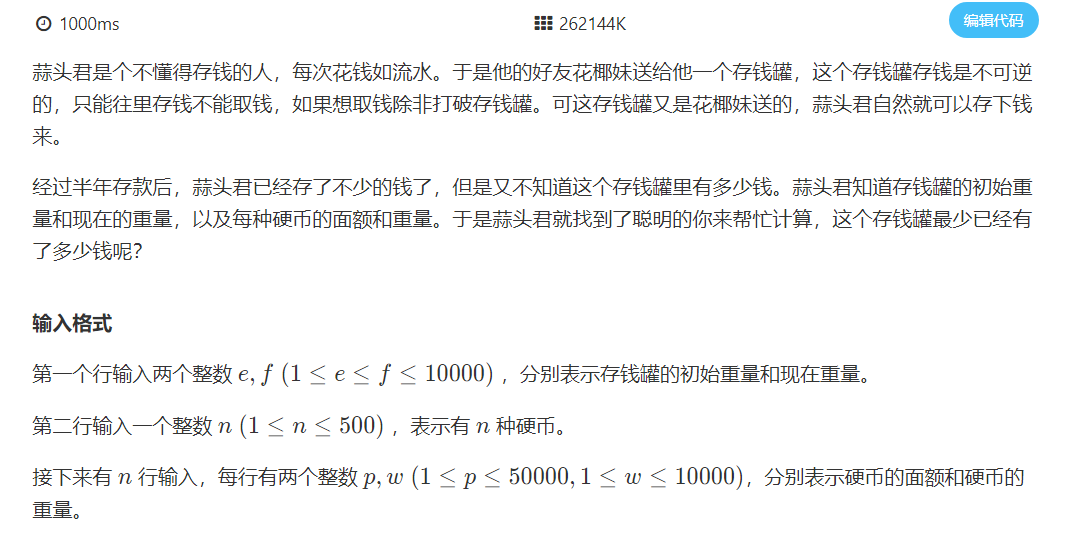 1000ms 262144K 编辑代码
蒜头君是个不懂得存钱的人，每次花钱如流水。于是他的好友花椰妹送给他一个存钱罐，这个存钱罐存钱是不可逆
的，只能往里存钱不能取钱，如果想取钱除非打破存钱罐。可这存钱罐又是花椰妹送的，蒜头君自然就可以存下钱
来。
经过半年存款后，蒜头君已经存了不少的钱了，但是又不知道这个存钱罐里有多少钱。蒜头君知道存钱罐的初始重
量和现在的重量，以及每种硬币的面额和重量。于是蒜头君就找到了聪明的你来帮忙计算，这个存钱罐最少已经有
了多少钱呢？
输入格式
第一个行输入两个整数 e, f (1 ≤ e ≤ f ≤ 10000) ，分别表示存钱罐的初始重量和现在重量。
第二行输入一个整数 n (1 ≤ n ≤ 500) ，表示有 n 种硬币。
接下来有 n 行输入，每行有两个整数 p, w (1 ≤ p ≤ 50000, 1 ≤ w ≤ 10000)，分别表示硬币的面额和硬币的
重量。